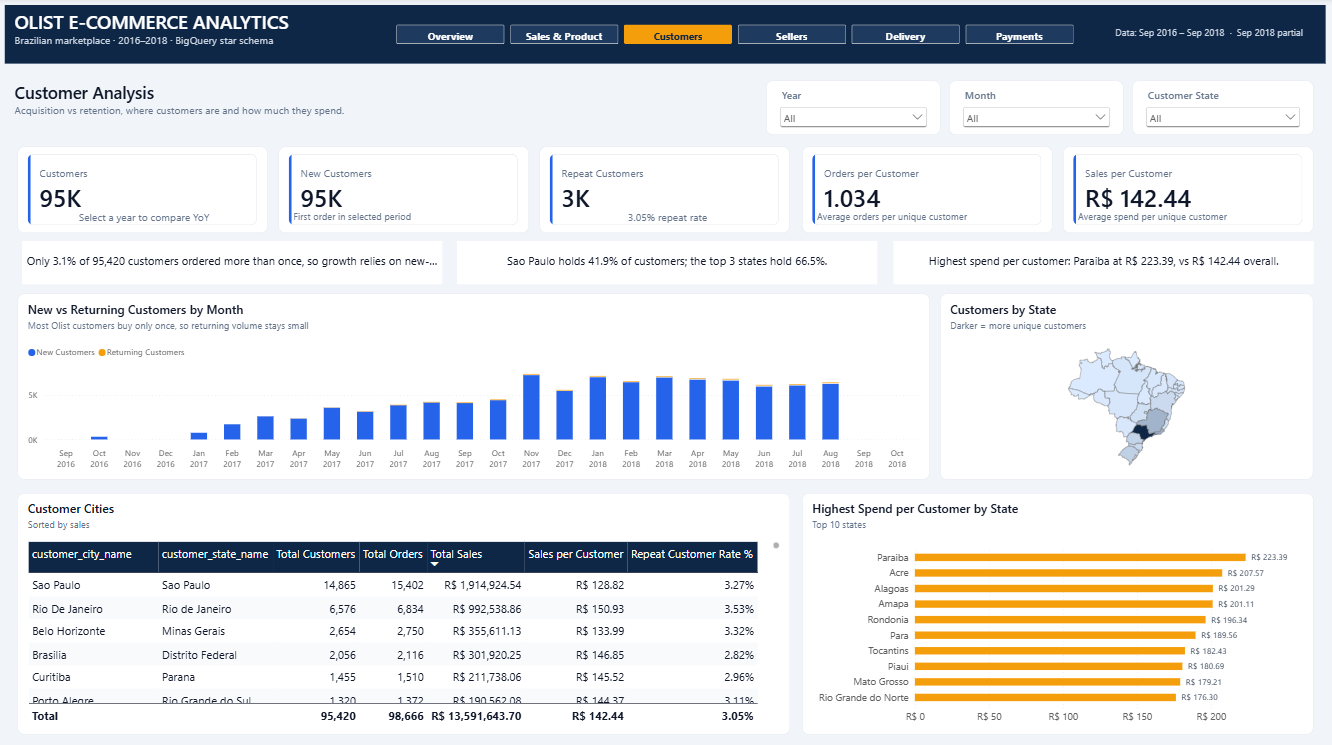 OLIST E-COMMERCE ANALYTICS
Brazilian marketplace · 2016–2018 · BigQuery star schema
Overview
Sales & Product
Customers
Sellers
Delivery
Payments
Data: Sep 2016 – Sep 2018 · Sep 2018 partial
Customer Analysis
Acquisition vs retention, where customers are and how much they spend.
Year
All
Month
All
Customer State
All
Customers
95K
Select a year to compare YoY
New Customers
95K
First order in selected period
Repeat Customers
3K
3.05% repeat rate
Orders per Customer
1.034
Average orders per unique customer
Sales per Customer
R$ 142.44
Average spend per unique customer
Only 3.1% of 95,420 customers ordered more than once, so growth relies on new-...
Sao Paulo holds 41.9% of customers; the top 3 states hold 66.5%.
Highest spend per customer: Paraiba at R$ 223.39, vs R$ 142.44 overall.
New vs Returning Customers by Month
Most Olist customers buy only once, so returning volume stays small
New Customers Returning Customers
5K
0K
Sep Oct Nov Dec Jan Feb Mar Apr May Jun Jul Aug Sep Oct Nov Dec Jan Feb Mar Apr May Jun Jul Aug Sep Oct
2016 2016 2016 2016 2017 2017 2017 2017 2017 2017 2017 2017 2017 2017 2017 2017 2018 2018 2018 2018 2018 2018 2018 2018 2018 2018
Customers by State
Darker = more unique customers
Customer Cities
Sorted by sales
customer_city_name customer_state_name Total Customers Total Orders Total Sales Sales per Customer Repeat Customer Rate %
Sao Paulo Sao Paulo 14,865 15,402 R$ 1,914,924.54 R$ 128.82 3.27%
Rio De Janeiro Rio de Janeiro 6,576 6,834 R$ 992,538.86 R$ 150.93 3.53%
Belo Horizonte Minas Gerais 2,654 2,750 R$ 355,611.13 R$ 133.99 3.32%
Brasilia Distrito Federal 2,056 2,116 R$ 301,920.25 R$ 146.85 2.82%
Curitiba Parana 1,455 1,510 R$ 211,738.06 R$ 145.52 2.96%
Porto Alegre Rio Grande do Sul 1,320 1,372 R$ 190,562.08 R$ 144.37 3.11%
Total 95,420 98,666 R$ 13,591,643.70 R$ 142.44 3.05%
Highest Spend per Customer by State
Top 10 states
Paraiba R$ 223.39
Acre R$ 207.57
Alagoas R$ 201.29
Amapa R$ 201.11
Rondonia R$ 196.34
Para R$ 189.56
Tocantins R$ 182.43
Piaui R$ 180.69
Mato Grosso R$ 179.21
Rio Grande do Norte R$ 176.30
R$ 0 R$ 50 R$ 100 R$ 150 R$ 200